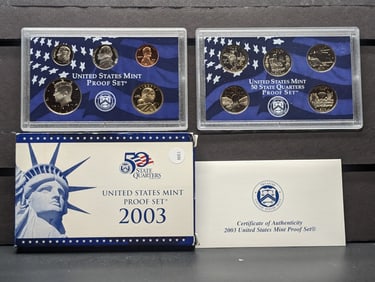 UNITED STATES MINT
PROOF SET®
UNITED STATES MINT
50 STATE QUARTERS
PROOF SET®
50
STATE
QUARTERS
UNITED STATES MINT
PROOF SET®
2003
Certificate of Authenticity
2003 United States Mint Proof Set®